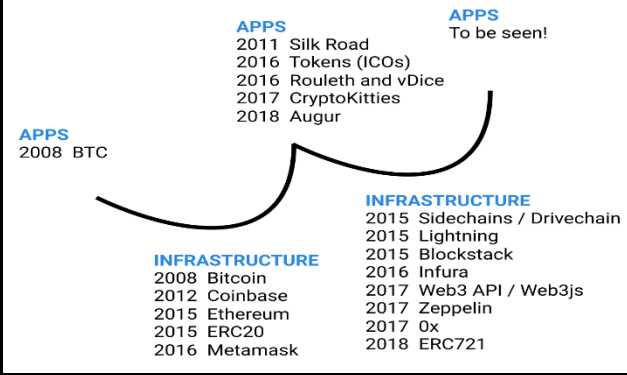 APPS
2008 BTC
APPS
2011 Silk Road
2016 Tokens (ICOs)
2016 Rouleth and vDice
2017 CryptoKitties
2018 Augur
APPS
To be seen!
INFRASTRUCTURE
2008 Bitcoin
2012 Coinbase
2015 Ethereum
2015 ERC20
2016 Metamask
INFRASTRUCTURE
2015 Sidechains / Drivechain
2015 Lightning
2015 Blockstack
2016 Infura
2017 Web3 API / Web3js
2017 Zeppelin
2017 0x
2018 ERC721